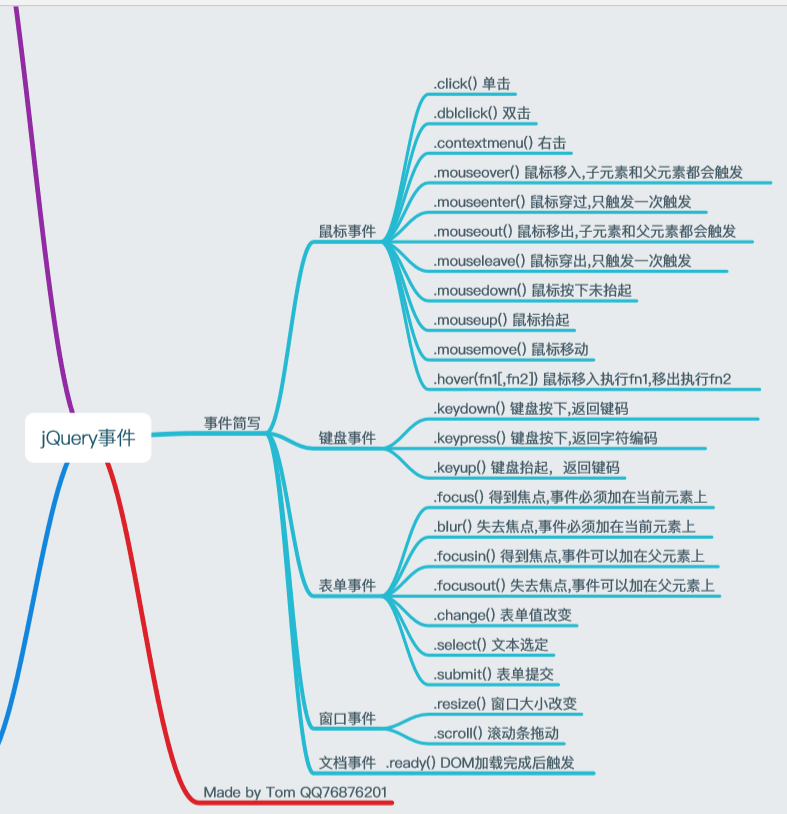 .click() 单击
.dblclick() 双击
.contextmenu() 右击
.mouseover() 鼠标移入,子元素和父元素都会触发
.mouseenter() 鼠标穿过,只触发一次触发
鼠标事件
.mouseout() 鼠标移出,子元素和父元素都会触发
.mouseleave() 鼠标穿出,只触发一次触发
.mousedown() 鼠标按下未抬起
.mouseup() 鼠标抬起
.mousemove() 鼠标移动
.hover(fn1[,fn2]) 鼠标移入执行fn1,移出执行fn2
jQuery事件
事件简写
键盘事件
.keydown() 键盘按下,返回键码
.keypress() 键盘按下,返回字符编码
.keyup() 键盘抬起，返回键码
.focus() 得到焦点,事件必须加在当前元素上
.blur() 失去焦点,事件必须加在当前元素上
.focusin() 得到焦点,事件可以加在父元素上
表单事件
.focusout() 失去焦点,事件可以加在父元素上
.change() 表单值改变
.select() 文本选定
.submit() 表单提交
窗口事件
.resize() 窗口大小改变
.scroll() 滚动条拖动
文档事件 .ready() DOM加载完成后触发
Made by Tom QQ76876201